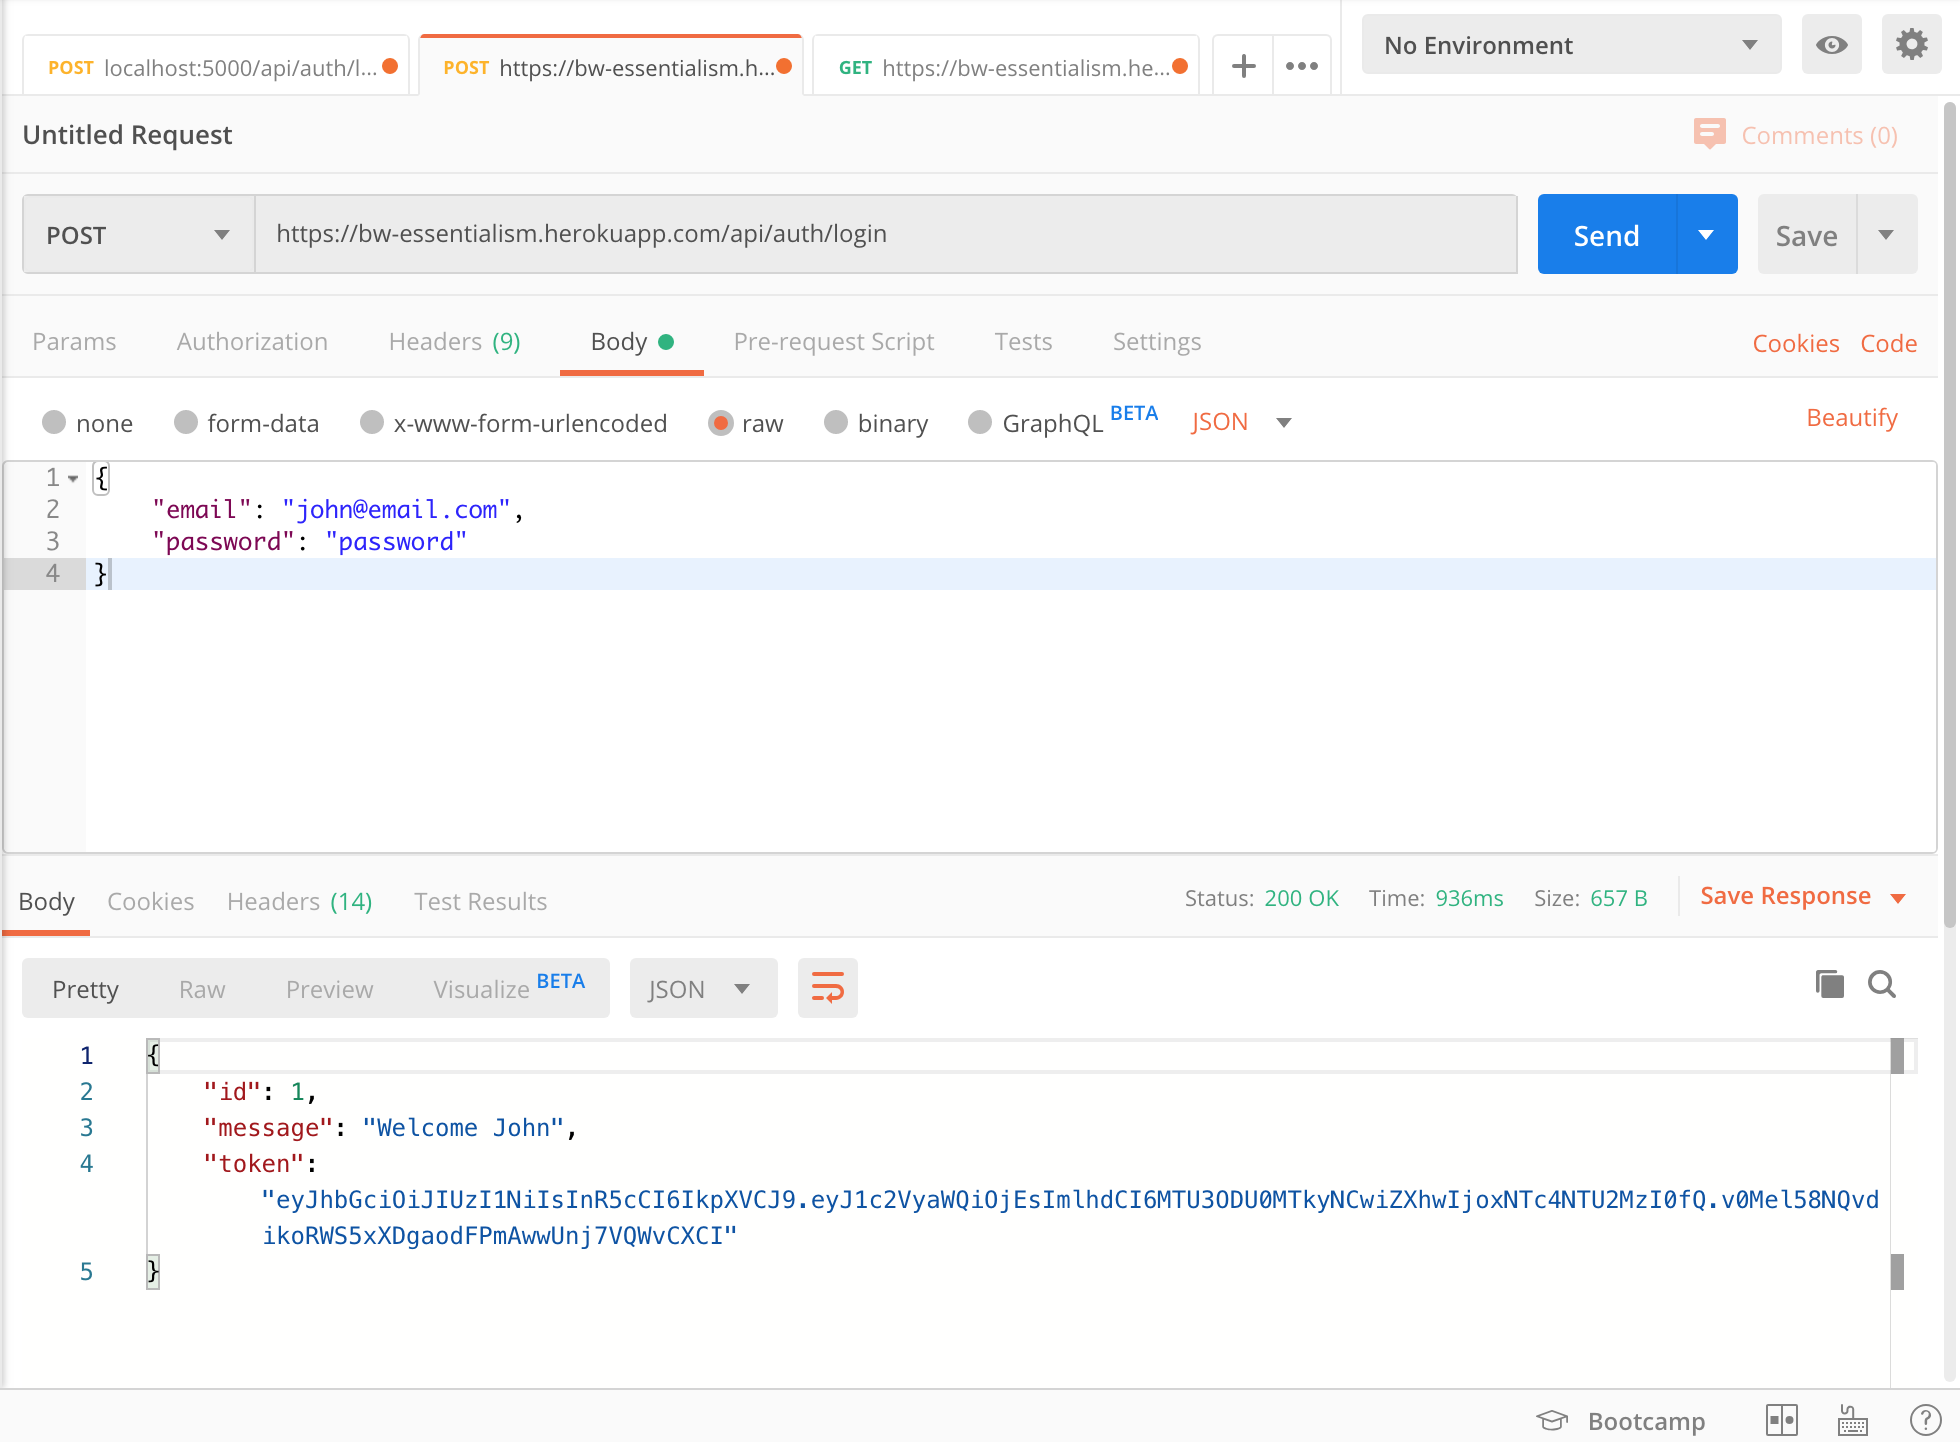 POST localhost:5000/api/auth/l...
POST https://bw-essentialism.h...
GET https://bw-essentialism.he...
No Environment
Untitled Request
Comments (0)
POST
https://bw-essentialism.herokuapp.com/api/auth/login
Send
Save
Params Authorization Headers (9) Body Pre-request Script Tests Settings Cookies Code
none form-data x-www-form-urlencoded raw binary GraphQL BETA JSON Beautify
1 {
2 "email": "john@email.com",
3 "password": "password"
4 }
Body Cookies Headers (14) Test Results Status: 200 OK Time: 936ms Size: 657 B Save Response
Pretty Raw Preview Visualize BETA JSON
1 {
2 "id": 1,
3 "message": "Welcome John",
4 "token":
"eyJhbGciOiJIUzI1NiIsInR5cCI6IkpXVCJ9.eyJ1c2VyaWQiOjEsImlhdCI6MTU3ODU0MTkyNCwiZXhwIjoxNTc4NTU2MzI0fQ.v0Mel58NQvd
ikoRWS5xXDgaodFPmAwwUnj7VQWvCXCI"
5 }
Bootcamp